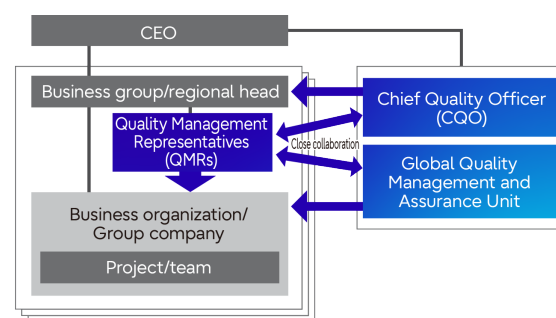 CEO
Business group/regional head
Quality Management
Representatives
(QMRs)
Close collaboration
Chief Quality Officer
(CQO)
Global Quality
Management and
Assurance Unit
Business organization/
Group company
Project/team